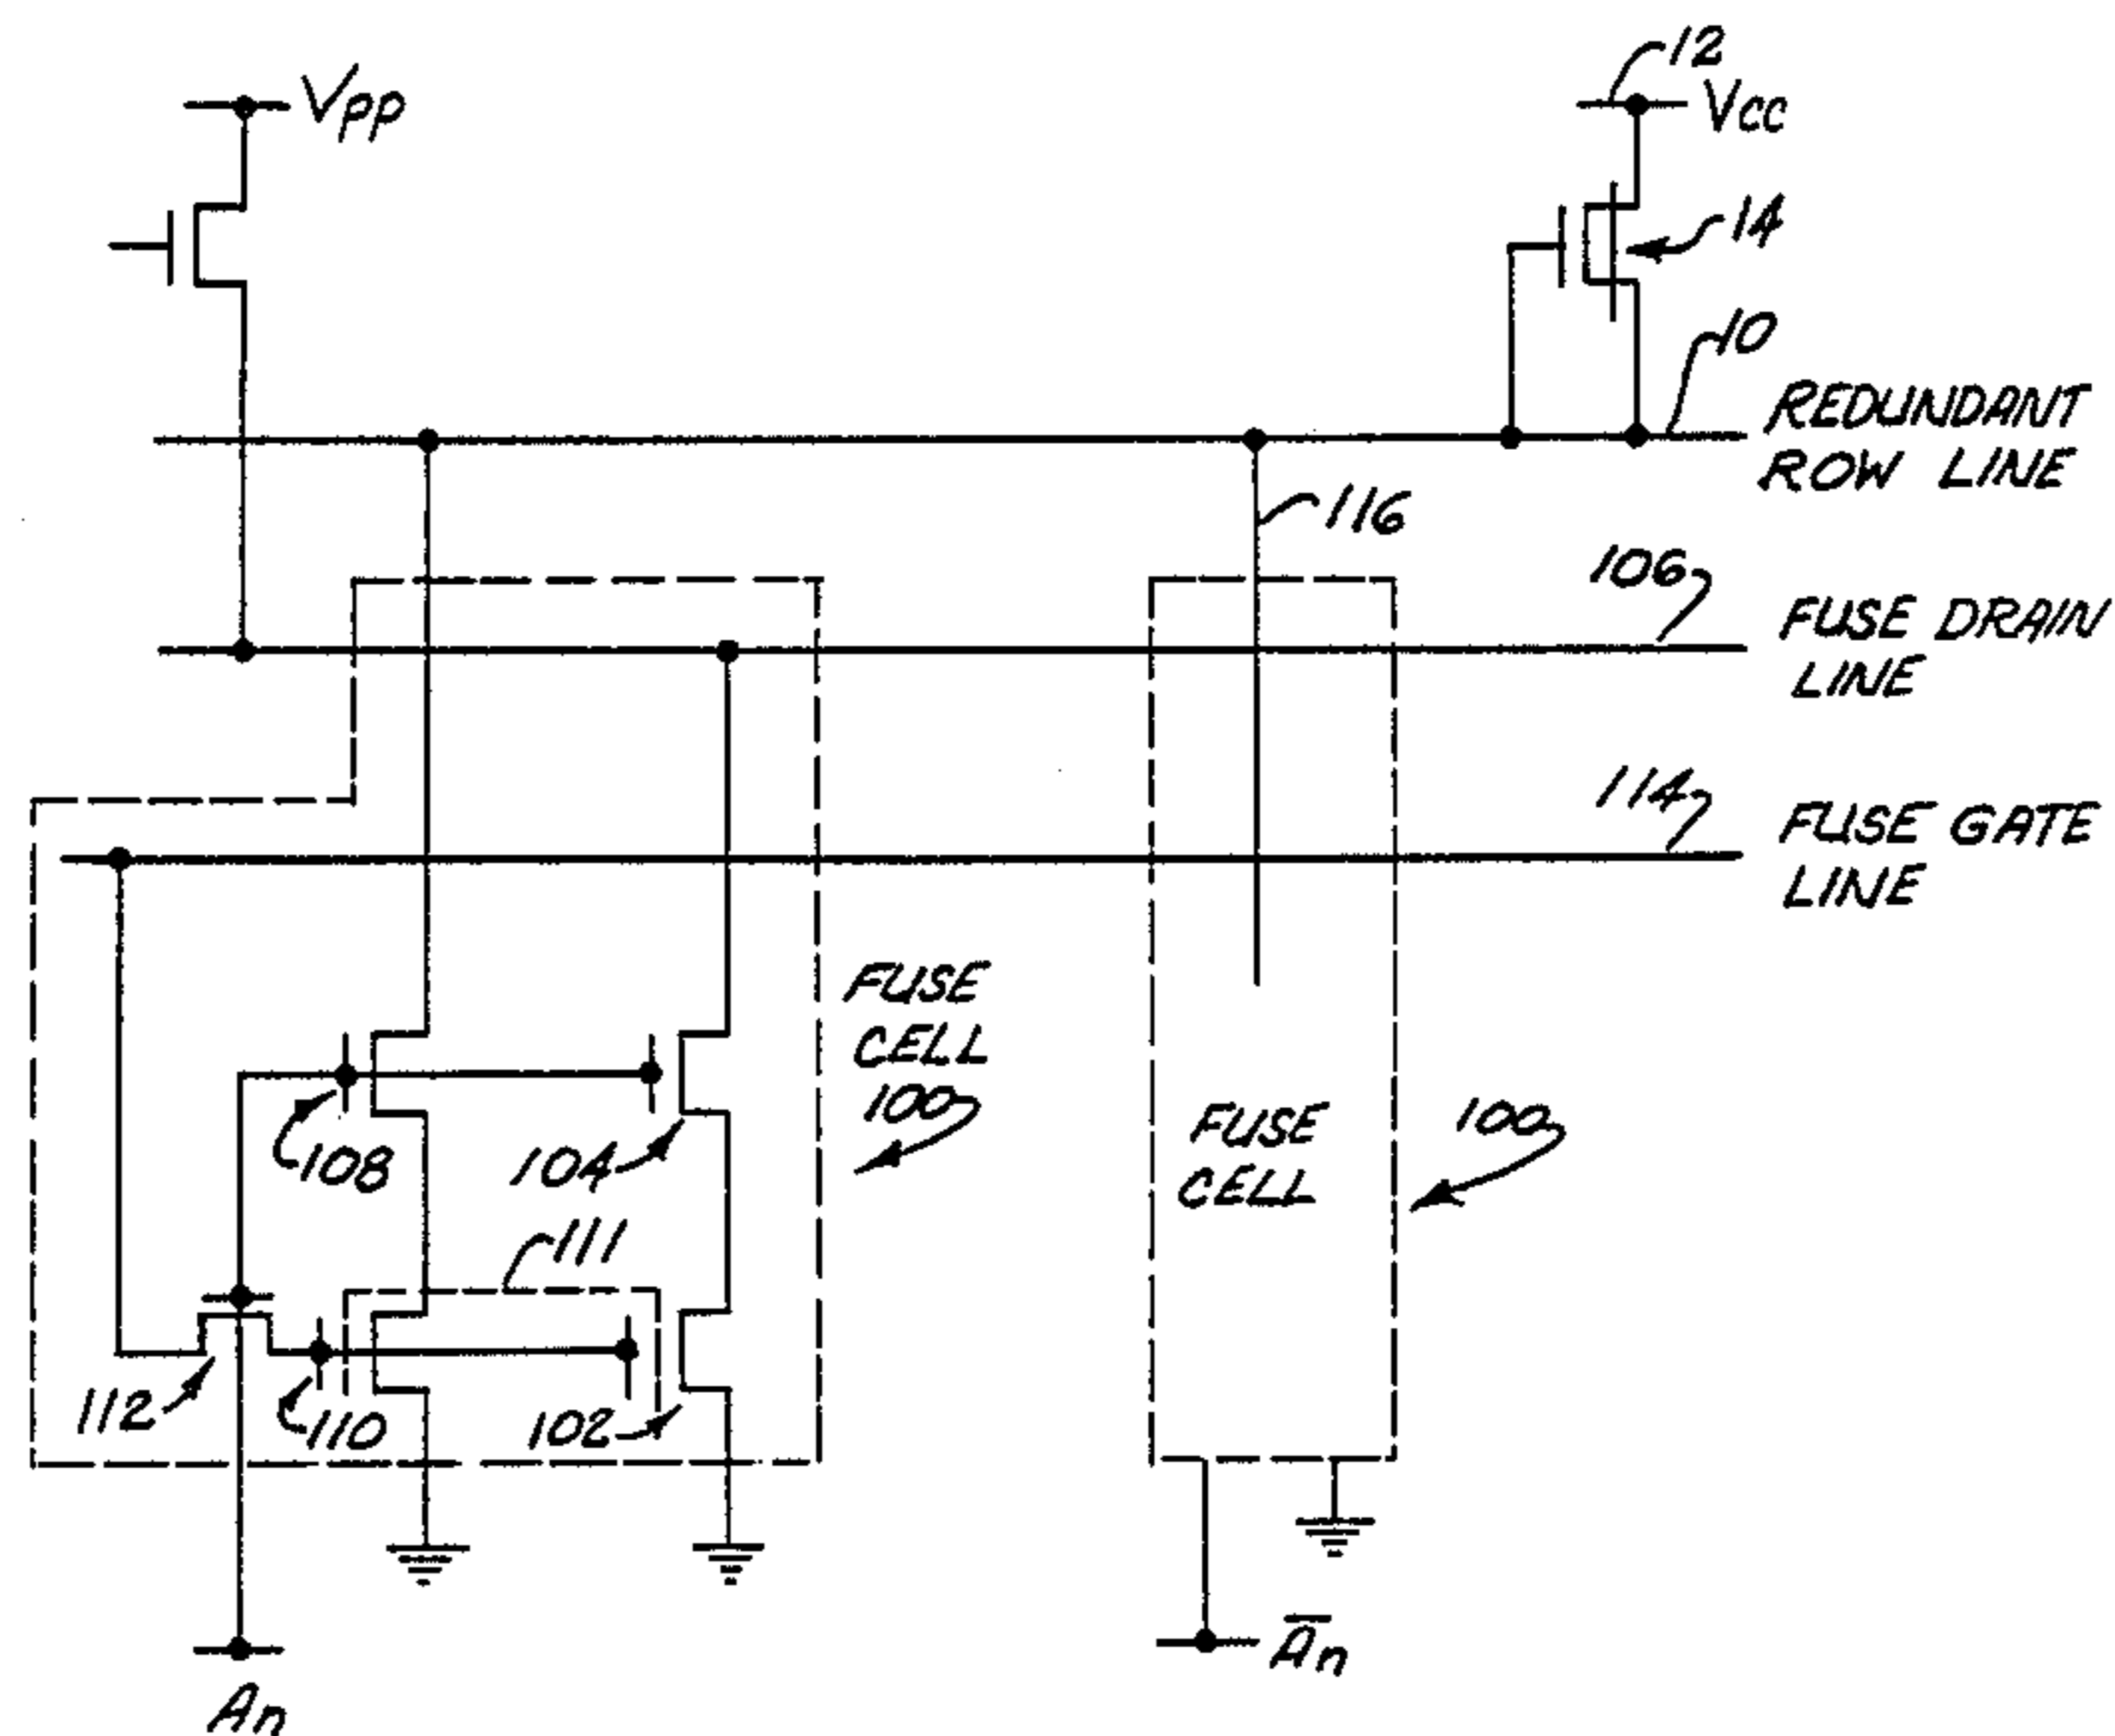 12
Vpp
Vcc
14
10
REDUNDANT
ROW LINE
116
106
FUSE DRAIN
LINE
114
FUSE GATE
LINE
FUSE
CELL
100
FUSE
CELL
100
108
104
111
112
110
102
An
A̅n